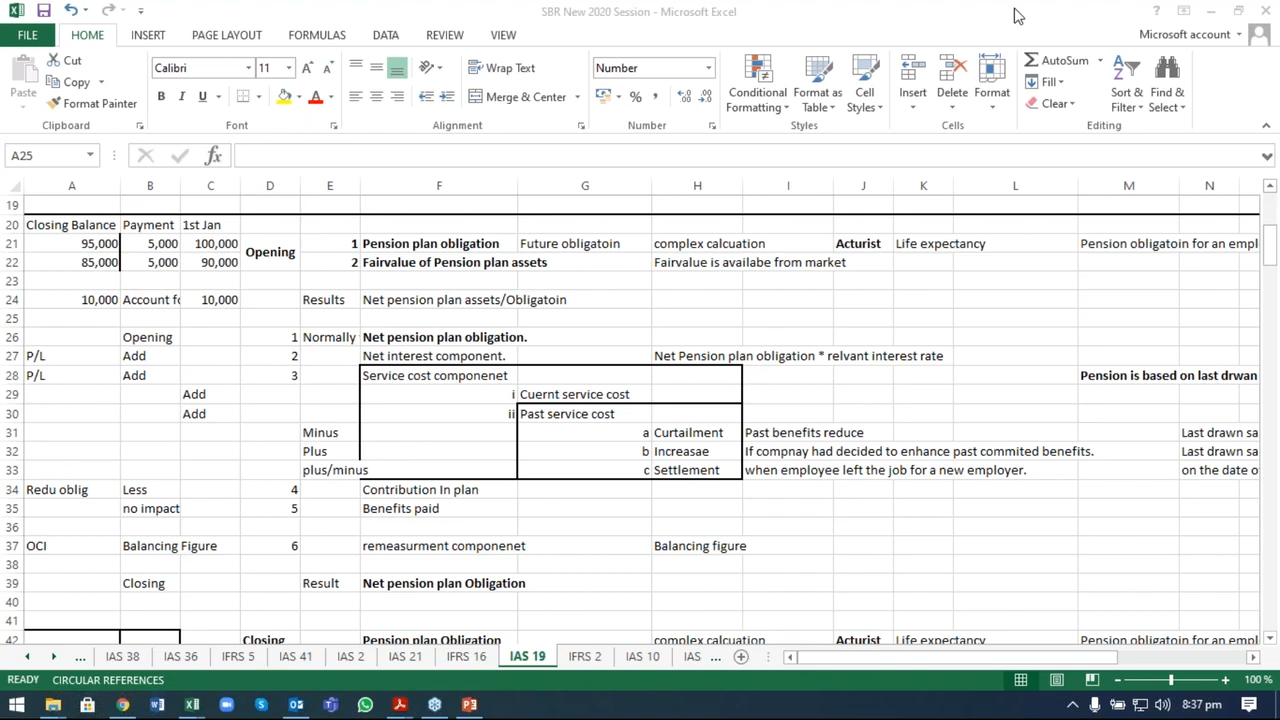 SBR New 2020 Session - Microsoft Excel
FILE HOME INSERT PAGE LAYOUT FORMULAS DATA REVIEW VIEW Microsoft account
Paste Cut Copy Format Painter Clipboard
Calibri 11 B I U A Font
Wrap Text Merge & Center Alignment
Number % , Number
Conditional Formatting Format as Table Cell Styles Styles
Insert Delete Format Cells
AutoSum Fill Clear Sort & Filter Find & Select Editing
A25 fx
A B C D E F G H I J K L M N
19
20 Closing Balance Payment 1st Jan
21 95,000 5,000 100,000 Opening 1 Pension plan obligation Future obligatoin complex calcuation Acturist Life expectancy Pension obligatoin for an empl
22 85,000 5,000 90,000 2 Fairvalue of Pension plan assets Fairvalue is availabe from market
23
24 10,000 Account fo 10,000 Results Net pension plan assets/Obligatoin
25
26 Opening 1 Normally Net pension plan obligation.
27 P/L Add 2 Net interest component. Net Pension plan obligation * relvant interest rate
28 P/L Add 3 Service cost componenet Pension is based on last drwan
29 Add i Cuernt service cost
30 Add ii Past service cost
31 Minus a Curtailment Past benefits reduce Last drawn sa
32 Plus b Increasae If compnay had decided to enhance past commited benefits. Last drawn sa
33 plus/minus c Settlement when employee left the job for a new employer. on the date o
34 Redu oblig Less 4 Contribution In plan
35 no impact 5 Benefits paid
36
37 OCI Balancing Figure 6 remeasurment componenet Balancing figure
38
39 Closing Result Net pension plan Obligation
40
41
42 Closing Pension plan Obligation complex calcuation Acturist Life expectancy Pension obligatoin for an empl
... IAS 38 IAS 36 IFRS 5 IAS 41 IAS 2 IAS 21 IFRS 16 IAS 19 IFRS 2 IAS 10 IAS ...
READY CIRCULAR REFERENCES 100 %
8:37 pm